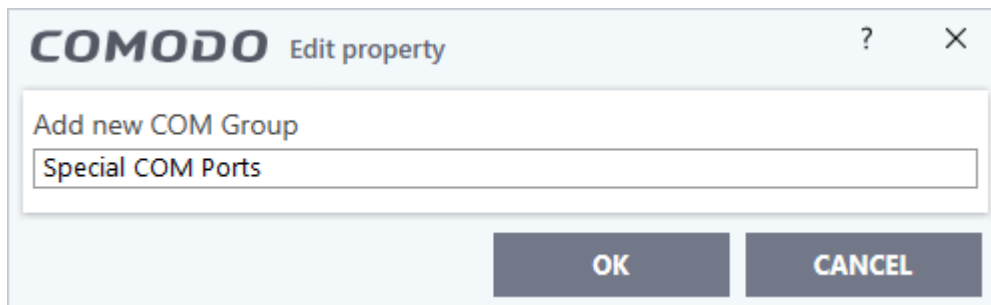 COMODO Edit property ?
Add new COM Group
Special COM Ports
OK CANCEL